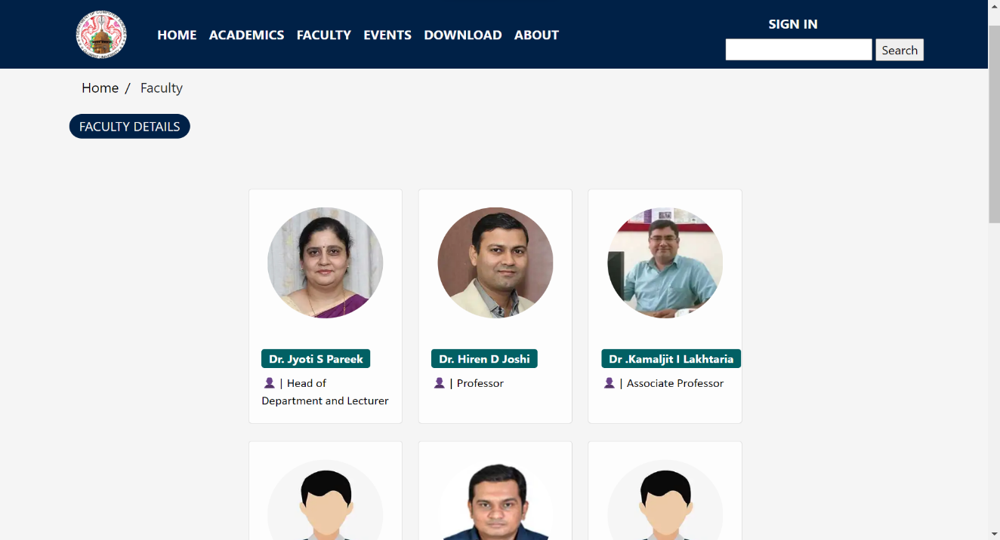 HOME ACADEMICS FACULTY EVENTS DOWNLOAD ABOUT
SIGN IN
Search
Home / Faculty
FACULTY DETAILS
Dr. Jyoti S Pareek
| Head of
Department and Lecturer
Dr. Hiren D Joshi
| Professor
Dr .Kamaljit I Lakhtaria
| Associate Professor